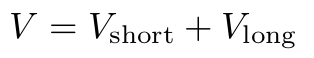 V = V_short + V_long